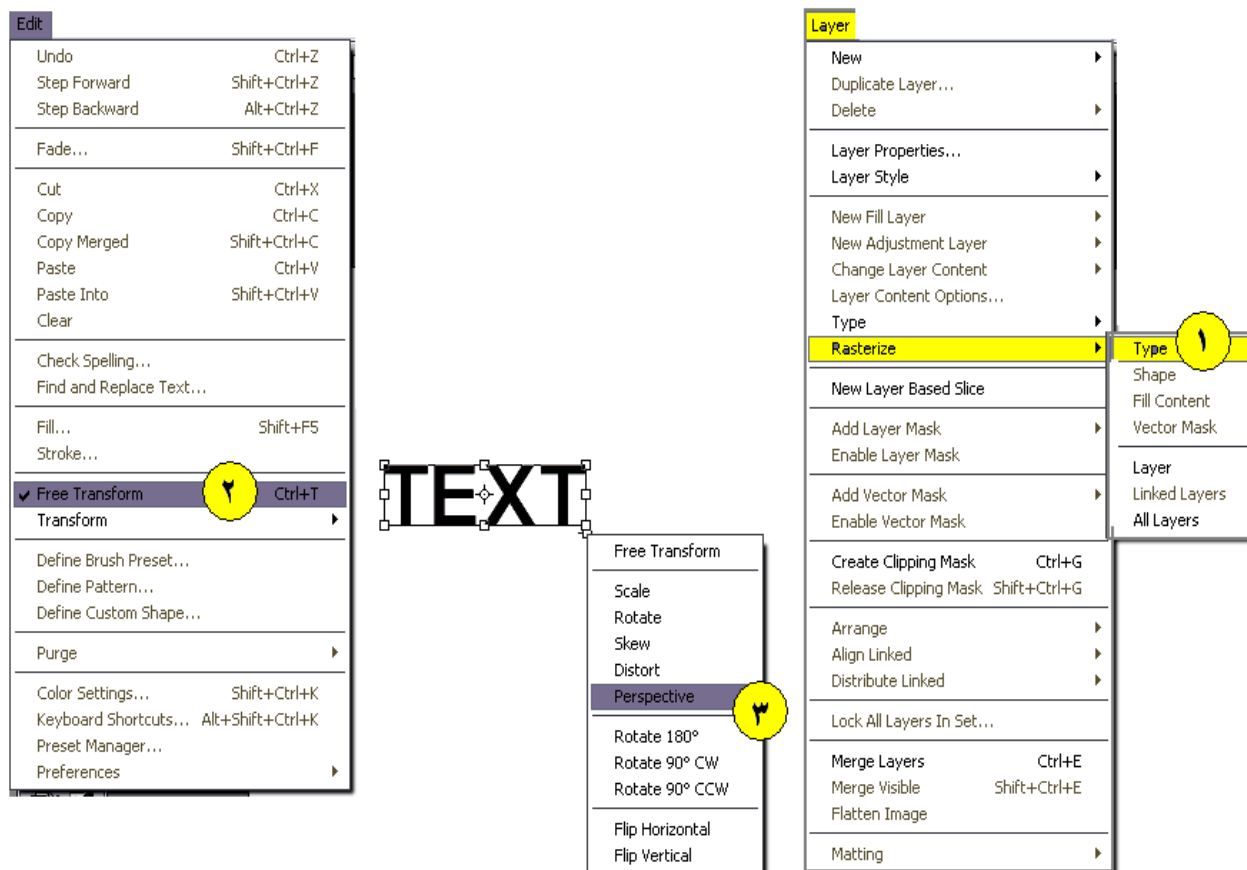 Edit
Undo Ctrl+Z
Step Forward Shift+Ctrl+Z
Step Backward Alt+Ctrl+Z
Fade... Shift+Ctrl+F
Cut Ctrl+X
Copy Ctrl+C
Copy Merged Shift+Ctrl+C
Paste Ctrl+V
Paste Into Shift+Ctrl+V
Clear
Check Spelling...
Find and Replace Text...
Fill... Shift+F5
Stroke...
Free Transform ٢ Ctrl+T
Transform
Define Brush Preset...
Define Pattern...
Define Custom Shape...
Purge
Color Settings... Shift+Ctrl+K
Keyboard Shortcuts... Alt+Shift+Ctrl+K
Preset Manager...
Preferences
TEXT
Free Transform
Scale
Rotate
Skew
Distort
Perspective ٣
Rotate 180°
Rotate 90° CW
Rotate 90° CCW
Flip Horizontal
Flip Vertical
Layer
New
Duplicate Layer...
Delete
Layer Properties...
Layer Style
New Fill Layer
New Adjustment Layer
Change Layer Content
Layer Content Options...
Type
Rasterize
New Layer Based Slice
Add Layer Mask
Enable Layer Mask
Add Vector Mask
Enable Vector Mask
Create Clipping Mask Ctrl+G
Release Clipping Mask Shift+Ctrl+G
Arrange
Align Linked
Distribute Linked
Lock All Layers In Set...
Merge Layers Ctrl+E
Merge Visible Shift+Ctrl+E
Flatten Image
Matting
Type ١
Shape
Fill Content
Vector Mask
Layer
Linked Layers
All Layers